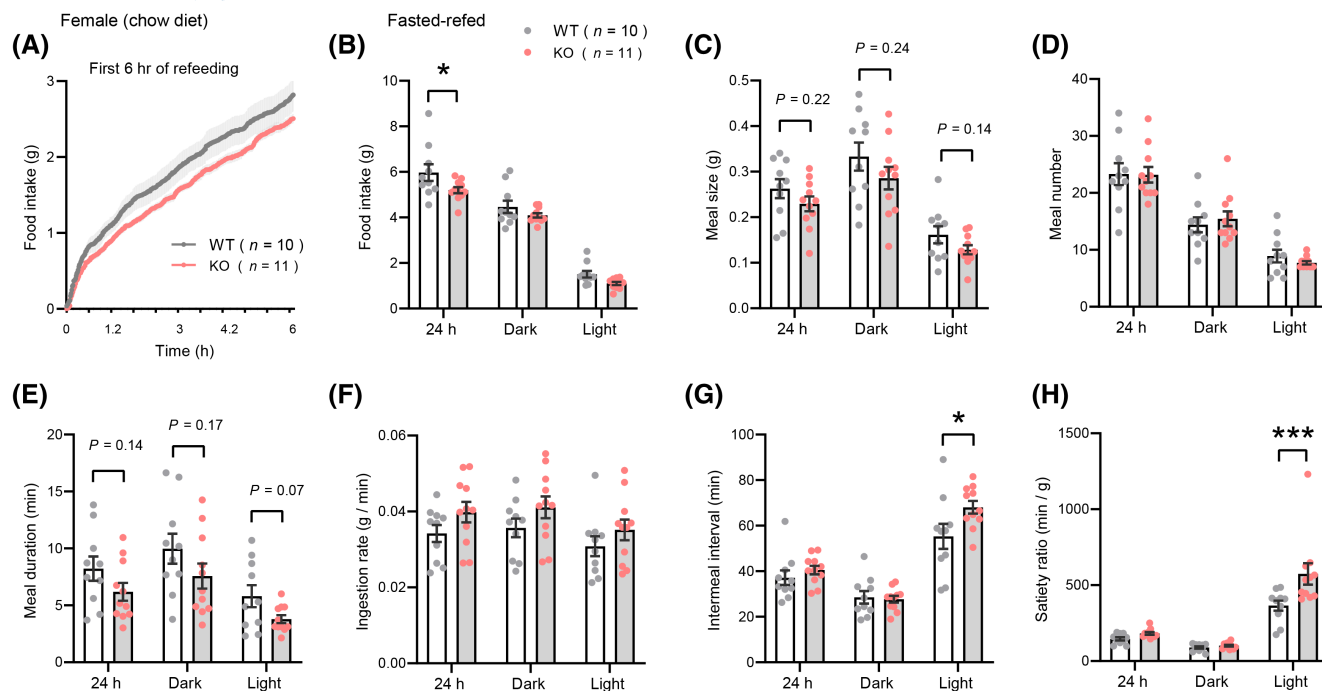 Female (chow diet)
Fasted-refed
WT ( n = 10 )
KO ( n = 11 )
(A)
First 6 hr of refeeding
Food intake (g)
3
2
1
0
WT ( n = 10 )
KO ( n = 11 )
0 1.2 3 4.2 6
Time (h)
(B)
Food intake (g)
10
8
6
4
2
0
*
24 h Dark Light
(C)
Meal size (g)
0.5
0.4
0.3
0.2
0.1
0.0
P = 0.22
P = 0.24
P = 0.14
24 h Dark Light
(D)
Meal number
40
30
20
10
0
24 h Dark Light
(E)
Meal duration (min)
20
15
10
5
0
P = 0.14
P = 0.17
P = 0.07
24 h Dark Light
(F)
Ingestion rate (g / min)
0.06
0.04
0.02
0.00
24 h Dark Light
(G)
Intermeal interval (min)
100
80
60
40
20
0
*
24 h Dark Light
(H)
Satiety ratio (min / g)
1500
1000
500
0
***
24 h Dark Light